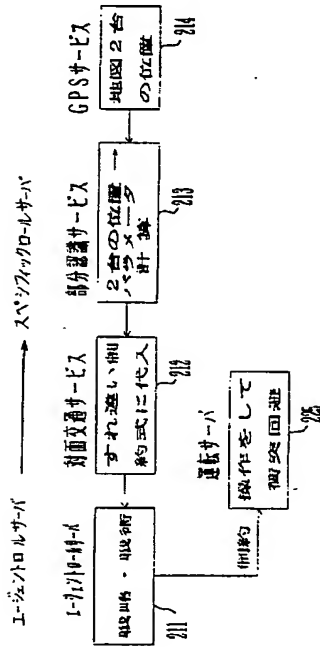 エージェントロールサーバ → スペシフィックロールサーバ
エージェントロールサーバ
戦略・戦術
211
対面交通サービス
すれ違い制
約式に代入
212
部分認識サービス
2台の位置→
パラメータ
計算
213
GPSサービス
地図2台
の位置
214
制約
運転サーバ
操作をして
衝突回避
225